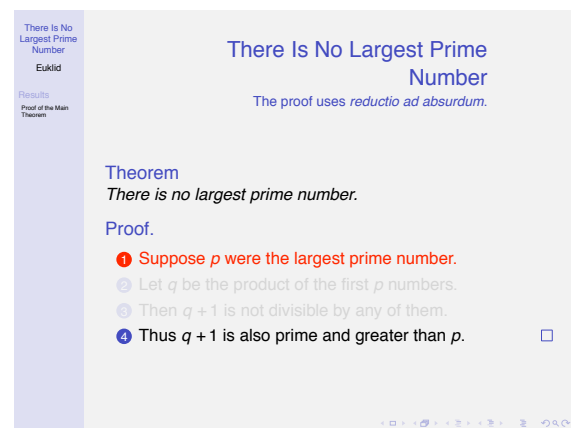 There Is No
Largest Prime
Number
Euklid
Results
Proof of the Main
Theorem
There Is No Largest Prime
Number
The proof uses reductio ad absurdum.
Theorem
There is no largest prime number.
Proof.
1 Suppose p were the largest prime number.
2 Let q be the product of the first p numbers.
3 Then q + 1 is not divisible by any of them.
4 Thus q + 1 is also prime and greater than p.